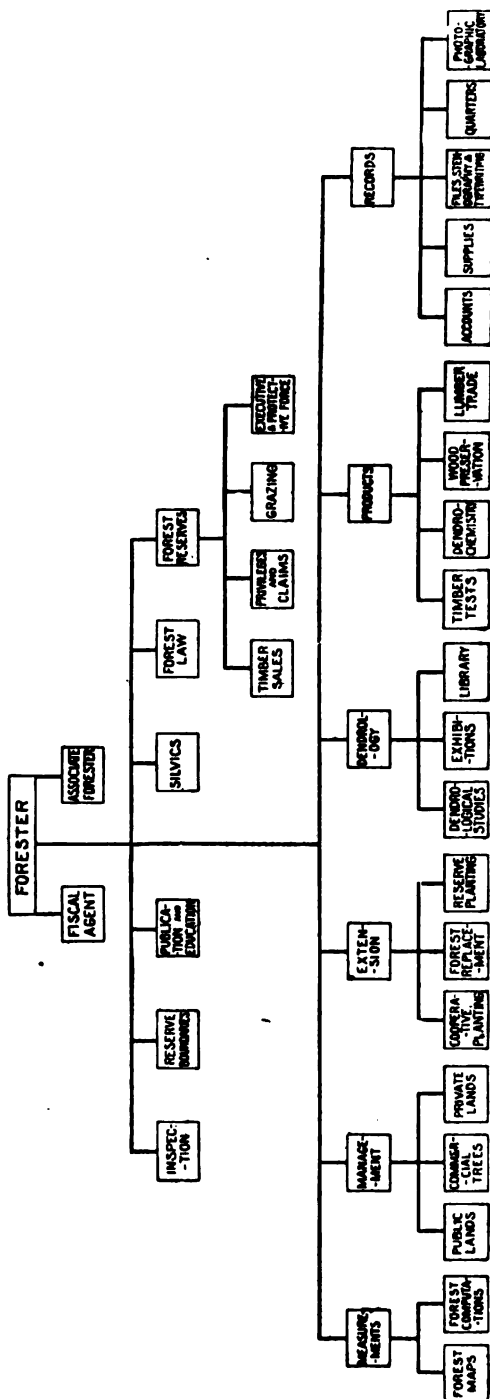 FORESTER
FISCAL
AGENT
ASSOCIATE
FORESTER
INSPEC-
-TION
RESERVE
BOUNDARIES
PUBLICA-
-TION AND
EDUCATION
SILVICS
FOREST
LAW
FOREST
RESERVES
TIMBER
SALES
PRIVILEGES
AND
CLAIMS
GRAZING
EXECUTIVE
& PROTECT-
-IVE FORCE
MEASURE-
-MENTS
MANAGE-
-MENT
EXTEN-
-SION
DENDROL-
-OGY
PRODUCTS
RECORDS
FOREST
MAPS
FOREST
COMPUTA-
-TIONS
PUBLIC
LANDS
COMMER-
-CIAL
TREES
PRIVATE
LANDS
COOPERA-
-TIVE
PLANTING
FOREST
REPLACE-
-MENT
RESERVE
PLANTING
DENDRO-
-LOGICAL
STUDIES
EXHIBI-
-TIONS
LIBRARY
TIMBER
TESTS
DENDRO-
CHEMISTRY
WOOD
PRESER-
-VATION
LUMBER
TRADE
ACCOUNTS
SUPPLIES
FILES, STEN-
-OGRAPHY &
TYPEWRITING
QUARTERS
PHOTO-
-GRAPHIC
LABORATORY